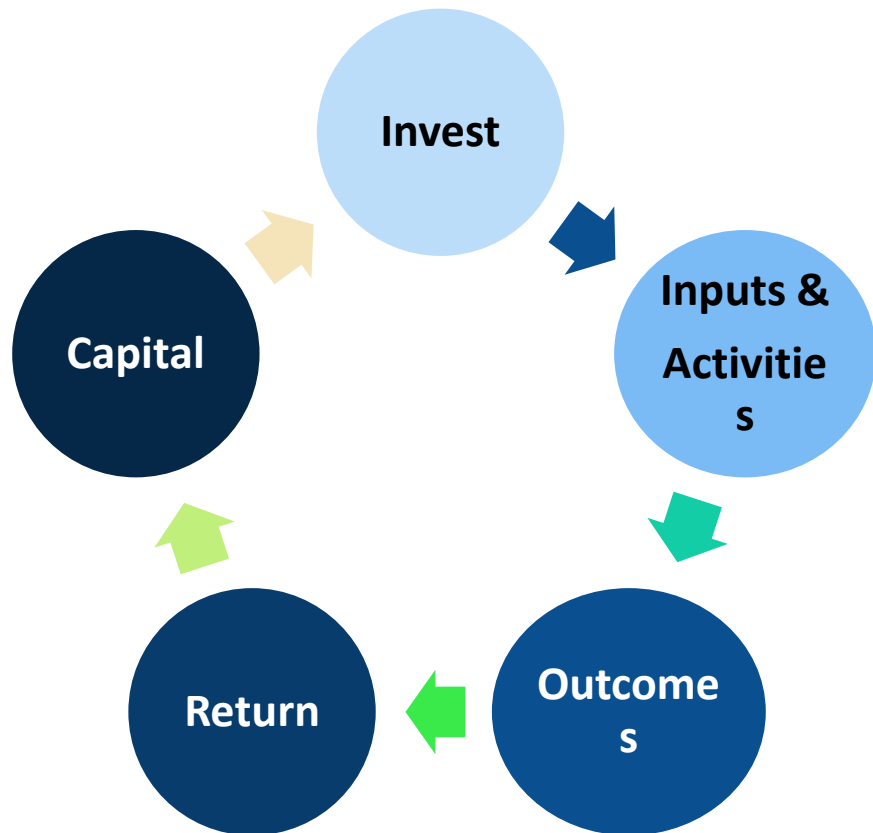 Invest
Inputs &
Activitie
s
Outcome
s
Return
Capital